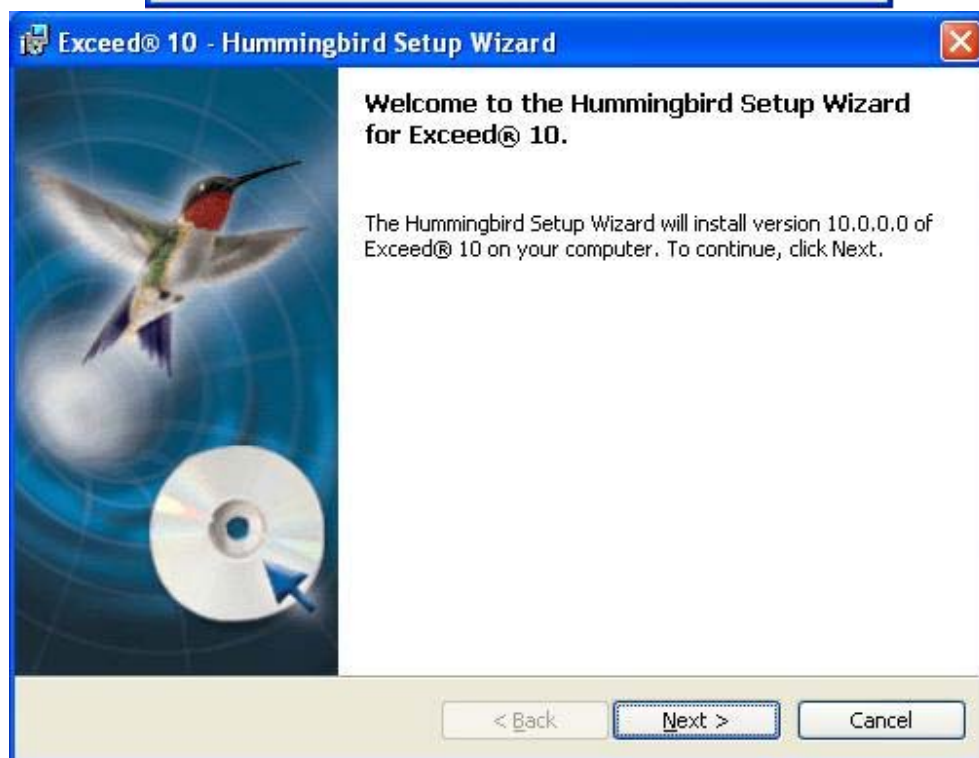 Exceed® 10 - Hummingbird Setup Wizard
Welcome to the Hummingbird Setup Wizard
for Exceed® 10.
The Hummingbird Setup Wizard will install version 10.0.0.0 of
Exceed® 10 on your computer. To continue, click Next.
< Back
Next >
Cancel